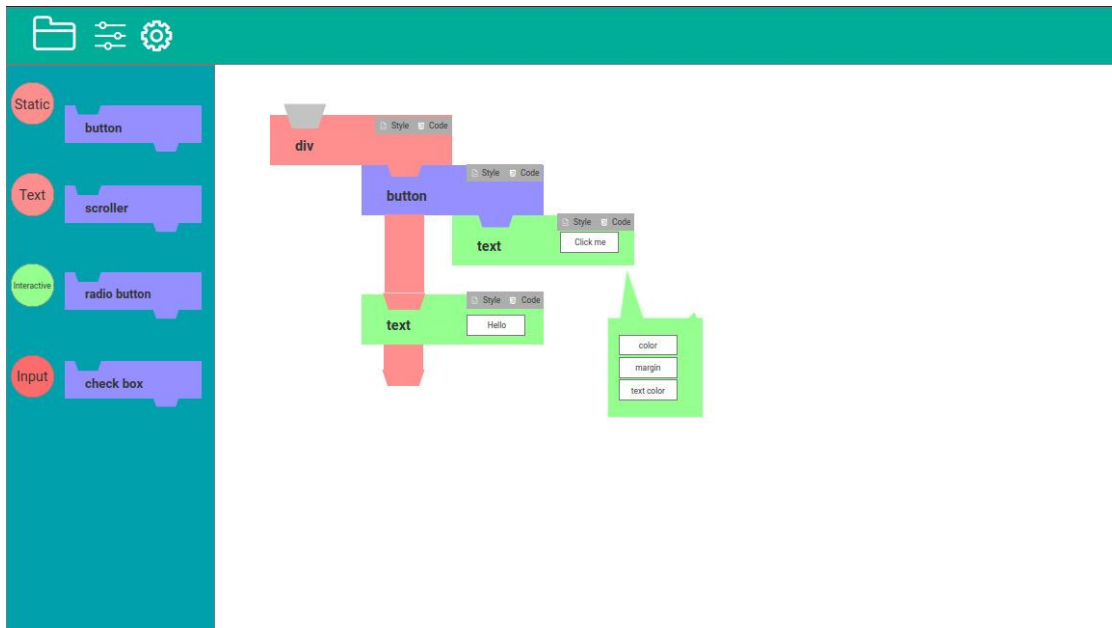 Static
button
Text
scroller
Interactive
radio button
Input
check box
div
Style Code
button
Style Code
text
Style Code
Click me
text
Style Code
Hello
color
margin
text color